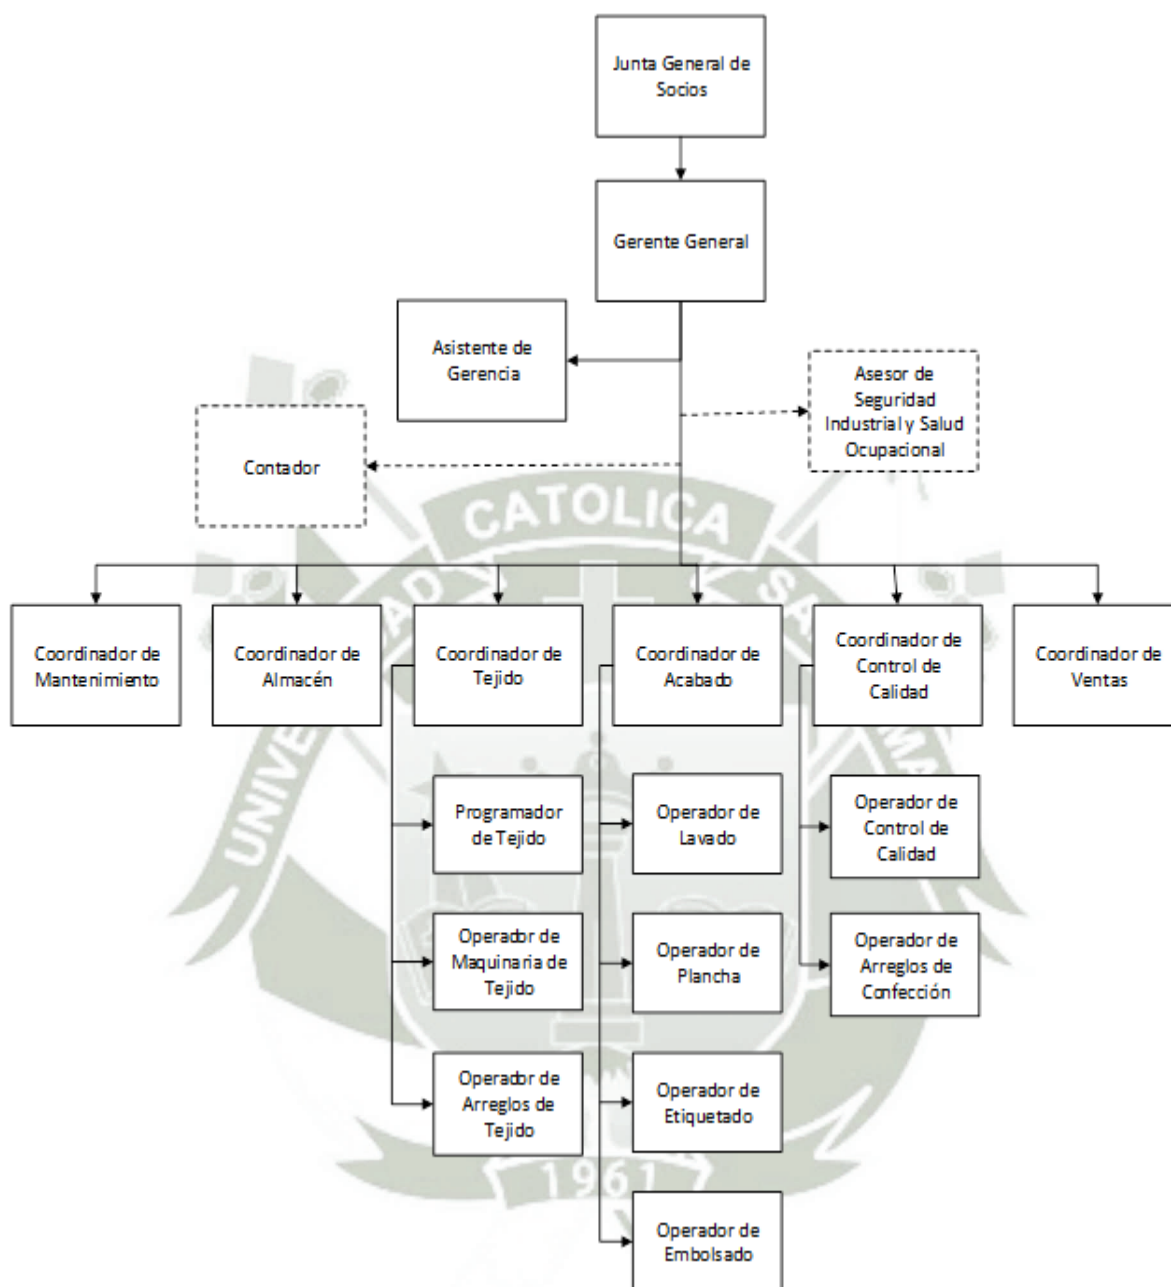 Junta General de
Socios
Gerente General
Asistente de
Gerencia
Asesor de
Seguridad
Industrial y Salud
Ocupacional
Contador
Coordinador de
Mantenimiento
Coordinador de
Almacén
Coordinador de
Tejido
Coordinador de
Acabado
Coordinador de
Control de
Calidad
Coordinador de
Ventas
Programador
de Tejido
Operador de
Maquinaria de
Tejido
Operador de
Arreglos de
Tejido
Operador de
Lavado
Operador de
Plancha
Operador de
Etiquetado
Operador de
Embolsado
Operador de
Control de
Calidad
Operador de
Arreglos de
Confección
CATOLICA
1961